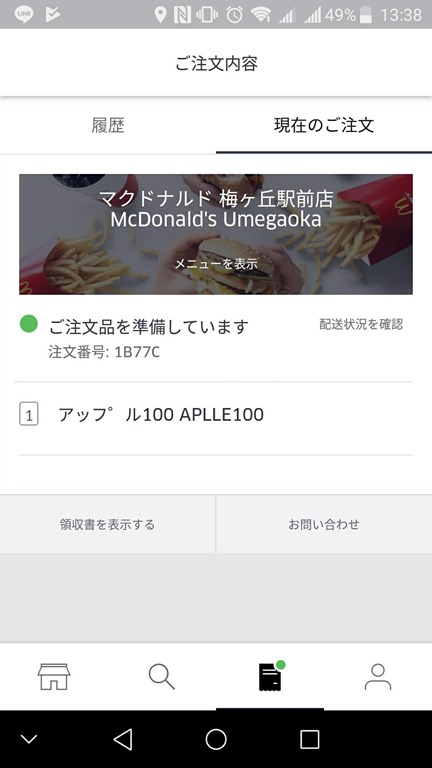 49% 13:38
ご注文内容
履歴
現在のご注文
マクドナルド 梅ヶ丘駅前店
McDonald's Umegaoka
メニューを表示
ご注文品を準備しています
配送状況を確認
注文番号: 1B77C
1 アップ゜ル100 APLLE100
領収書を表示する
お問い合わせ